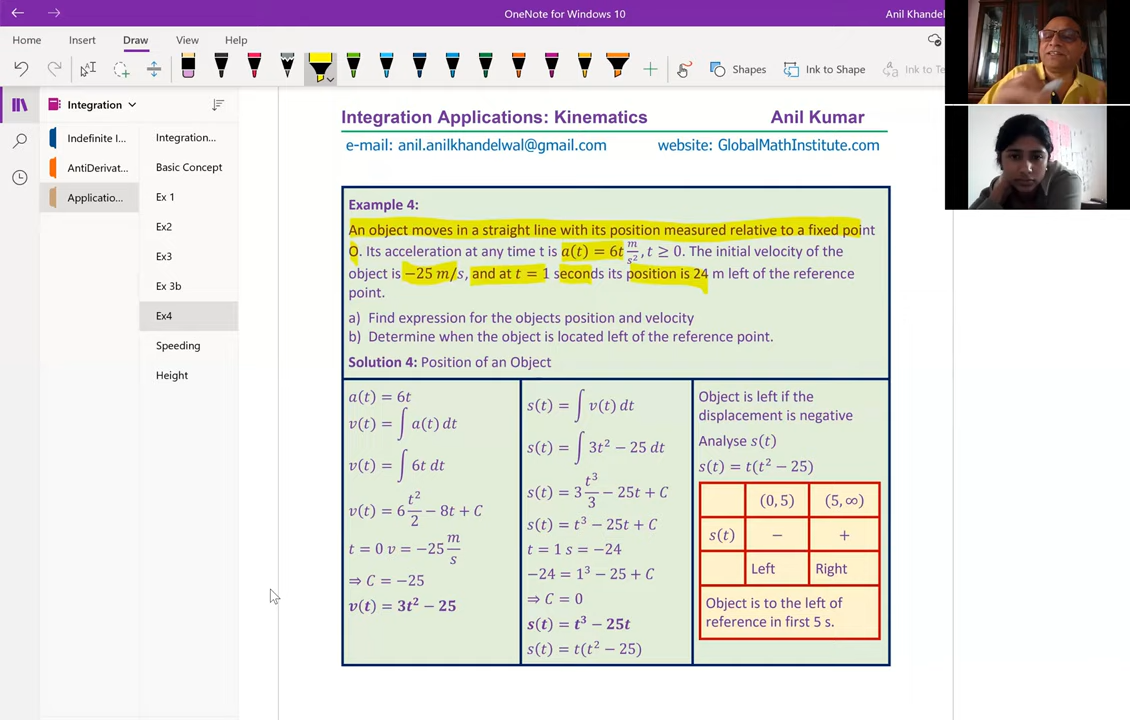 OneNote for Windows 10
Anil Khandel
Home Insert Draw View Help
Shapes Ink to Shape Ink to Te
Integration
Indefinite I...
AntiDerivat...
Applicatio...
Integration...
Basic Concept
Ex 1
Ex2
Ex3
Ex 3b
Ex4
Speeding
Height
Integration Applications: Kinematics Anil Kumar
e-mail: anil.anilkhandelwal@gmail.com website: GlobalMathInstitute.com
Example 4:
An object moves in a straight line with its position measured relative to a fixed point
O. Its acceleration at any time t is a(t) = 6t m/s², t ≥ 0. The initial velocity of the
object is −25 m/s, and at t = 1 seconds its position is 24 m left of the reference
point.
a) Find expression for the objects position and velocity
b) Determine when the object is located left of the reference point.
Solution 4: Position of an Object
a(t) = 6t
v(t) = ∫ a(t) dt
v(t) = ∫ 6t dt
v(t) = 6 t²/2 − 8t + C
t = 0 v = −25 m/s
⇒ C = −25
v(t) = 3t² − 25
s(t) = ∫ v(t) dt
s(t) = ∫ 3t² − 25 dt
s(t) = 3 t³/3 − 25t + C
s(t) = t³ − 25t + C
t = 1 s = −24
−24 = 1³ − 25 + C
⇒ C = 0
s(t) = t³ − 25t
s(t) = t(t² − 25)
Object is left if the
displacement is negative
Analyse s(t)
s(t) = t(t² − 25)
(0, 5) (5, ∞)
s(t) − +
Left Right
Object is to the left of
reference in first 5 s.